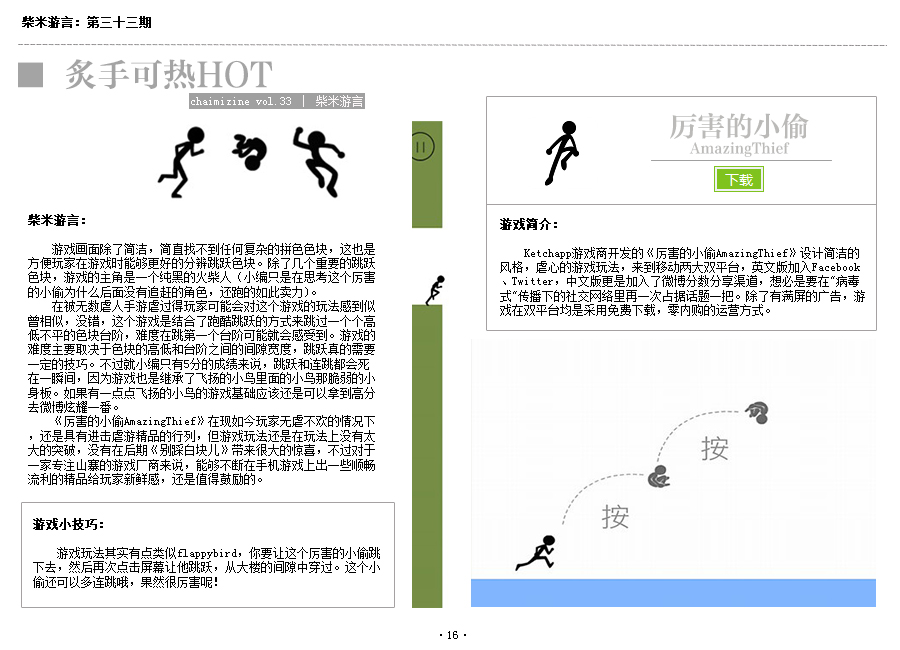 柴米游言：第三十三期
炙手可热HOT
chaimizine vol.33 | 柴米游言
柴米游言：
游戏画面除了简洁，简直找不到任何复杂的拼色色块，这也是
方便玩家在游戏时能够更好的分辨跳跃色块。除了几个重要的跳跃
色块，游戏的主角是一个纯黑的火柴人（小编只是在思考这个厉害
的小偷为什么后面没有追赶的角色，还跑的如此卖力）。
在被无数虐人手游虐过得玩家可能会对这个游戏的玩法感到似
曾相似，没错，这个游戏是结合了跑酷跳跃的方式来跳过一个个高
低不平的色块台阶，难度在跳第一个台阶可能就会感受到。游戏的
难度主要取决于色块的高低和台阶之间的间隙宽度，跳跃真的需要
一定的技巧。不过就小编只有5分的成绩来说，跳跃和连跳都会死
在一瞬间，因为游戏也是继承了飞扬的小鸟里面的小鸟那脆弱的小
身板。如果有一点点飞扬的小鸟的游戏基础应该还是可以拿到高分
去微博炫耀一番。
《厉害的小偷AmazingThief》在现如今玩家无虐不欢的情况下
，还是具有进击虐游精品的行列，但游戏玩法还是在玩法上没有太
大的突破，没有在后期《别踩白块儿》带来很大的惊喜，不过对于
一家专注山寨的游戏厂商来说，能够不断在手机游戏上出一些顺畅
流利的精品给玩家新鲜感，还是值得鼓励的。
游戏小技巧：
游戏玩法其实有点类似flappybird，你要让这个厉害的小偷跳
下去，然后再次点击屏幕让他跳跃，从大楼的间隙中穿过。这个小
偷还可以多连跳哦，果然很厉害呢！
厉害的小偷
AmazingThief
下载
游戏简介：
Ketchapp游戏商开发的《厉害的小偷AmazingThief》设计简洁的
风格，虐心的游戏玩法，来到移动两大双平台，英文版加入Facebook
、Twitter，中文版更是加入了微博分数分享渠道，想必是要在"病毒
式"传播下的社交网络里再一次占据话题一把。除了有满屏的广告，游
戏在双平台均是采用免费下载，零内购的运营方式。
按
按
·16·